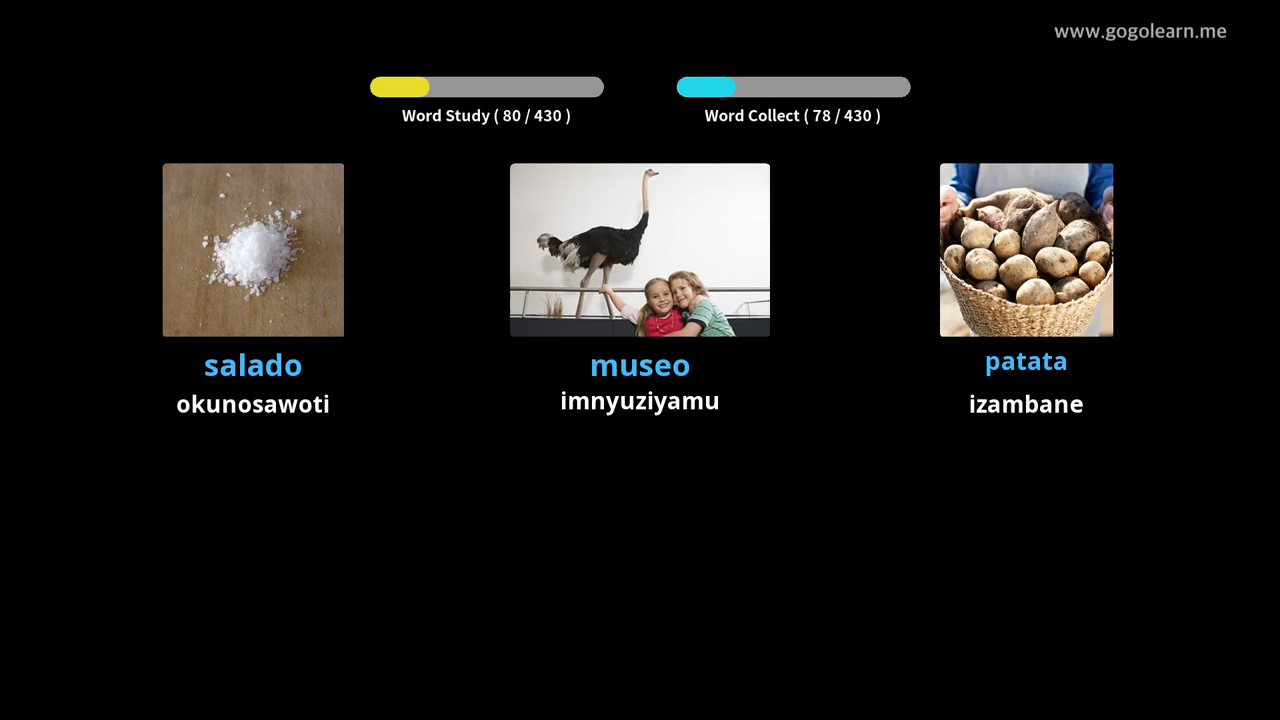 www.gogolearn.me
Word Study ( 80 / 430 )
Word Collect ( 78 / 430 )
salado
okunosawoti
museo
imnyuziyamu
patata
izambane